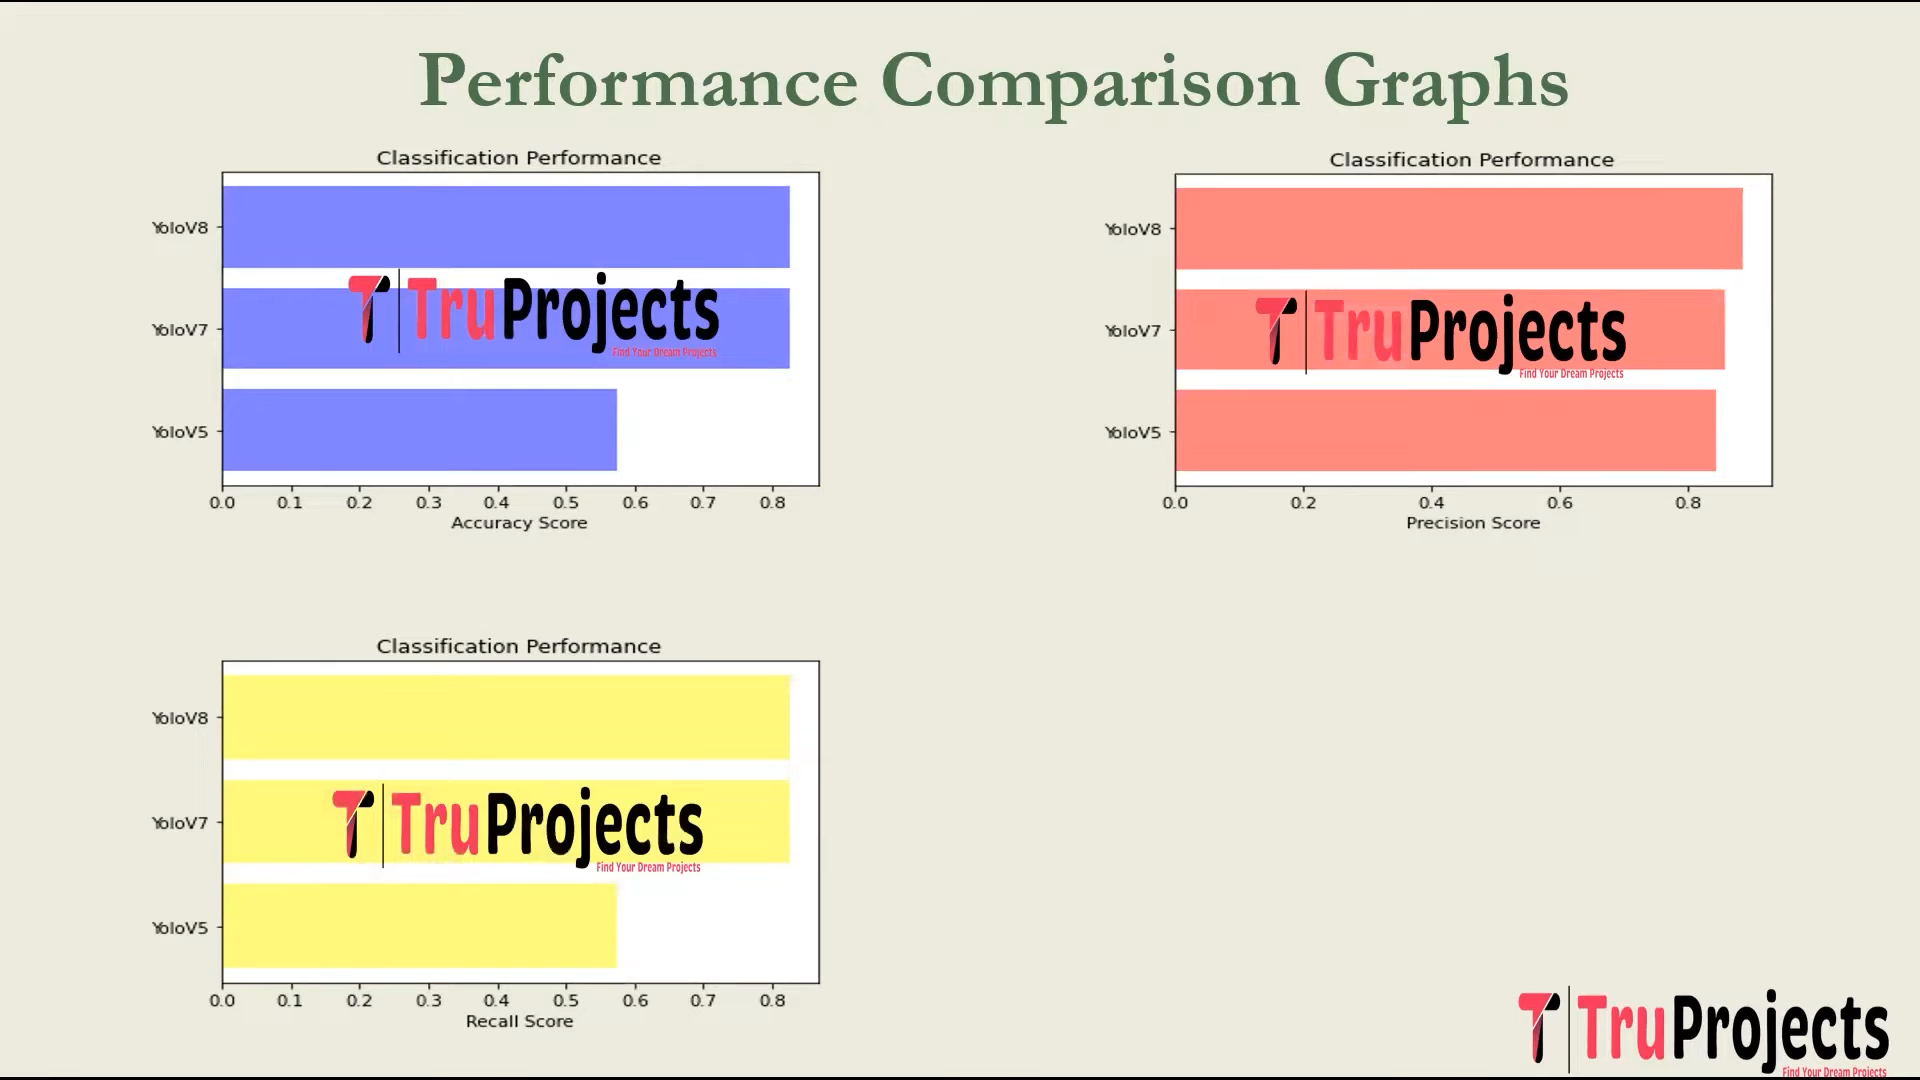 Performance Comparison Graphs
Classification Performance
YoloV8
YoloV7
YoloV5
0.0 0.1 0.2 0.3 0.4 0.5 0.6 0.7 0.8
Accuracy Score
TruProjects
Find Your Dream Projects
Classification Performance
YoloV8
YoloV7
YoloV5
0.0 0.2 0.4 0.6 0.8
Precision Score
TruProjects
Find Your Dream Projects
Classification Performance
YoloV8
YoloV7
YoloV5
0.0 0.1 0.2 0.3 0.4 0.5 0.6 0.7 0.8
Recall Score
TruProjects
Find Your Dream Projects
TruProjects
Find Your Dream Projects